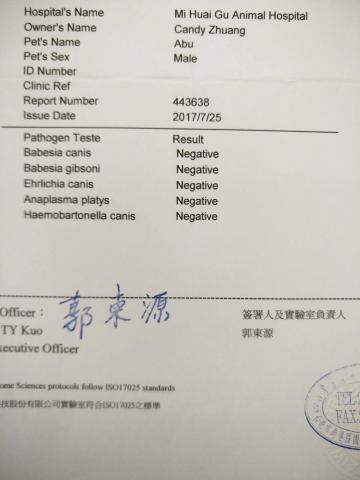 Hospital's Name Mi Huai Gu Animal Hospital
Owner's Name Candy Zhuang
Pet's Name Abu
Pet's Sex Male
ID Number
Clinic Ref
Report Number 443638
Issue Date 2017/7/25
Pathogen Teste Result
Babesia canis Negative
Babesia gibsoni Negative
Ehrlichia canis Negative
Anaplasma platys Negative
Haemobartonella canis Negative
Officer： 郭東源 簽署人及實驗室負責人
TY Kuo 郭東源
xecutive Officer
ome Sciences protocols follow ISO17025 standards
科技股份有限公司實驗室符合ISO17025之標準
TEL:
FAX: